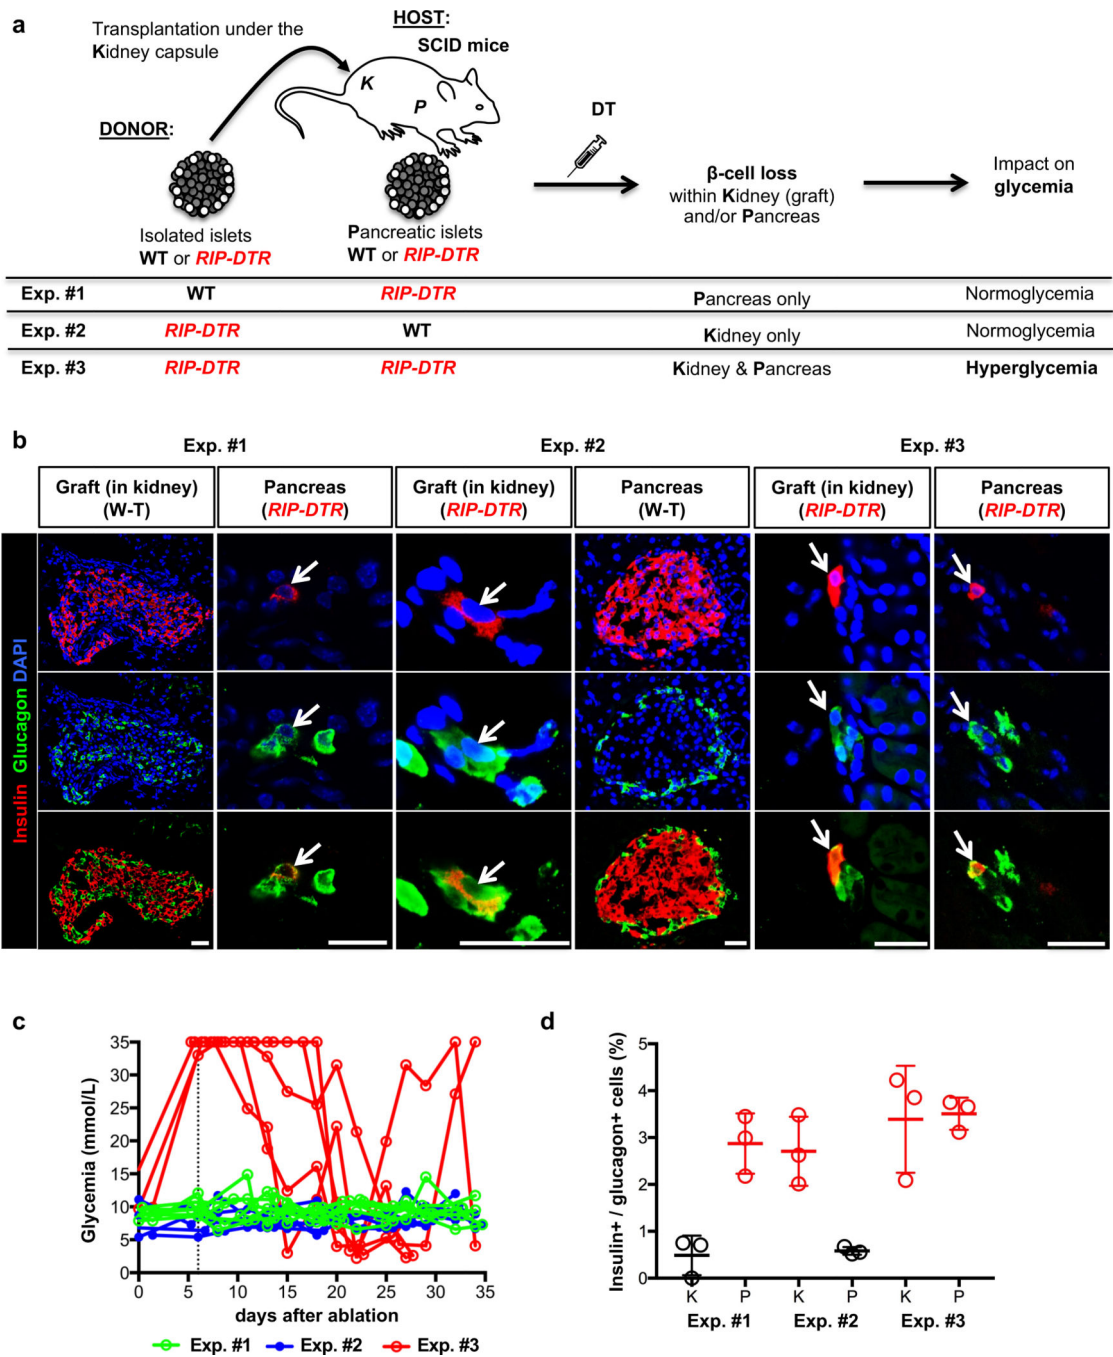 a
Transplantation under the
Kidney capsule
HOST:
SCID mice
K
P
DONOR:
DT
Isolated islets
WT or RIP-DTR
Pancreatic islets
WT or RIP-DTR
β-cell loss
within Kidney (graft)
and/or Pancreas
Impact on
glycemia
Exp. #1 WT RIP-DTR Pancreas only Normoglycemia
Exp. #2 RIP-DTR WT Kidney only Normoglycemia
Exp. #3 RIP-DTR RIP-DTR Kidney & Pancreas Hyperglycemia
b
Exp. #1 Exp. #2 Exp. #3
Graft (in kidney)
(W-T)
Pancreas
(RIP-DTR)
Graft (in kidney)
(RIP-DTR)
Pancreas
(W-T)
Graft (in kidney)
(RIP-DTR)
Pancreas
(RIP-DTR)
Insulin Glucagon DAPI
c
Glycemia (mmol/L)
35
30
25
20
15
10
5
0
0 5 10 15 20 25 30 35
days after ablation
Exp. #1 Exp. #2 Exp. #3
d
Insulin+ / glucagon+ cells (%)
5
4
3
2
1
0
K P K P K P
Exp. #1 Exp. #2 Exp. #3